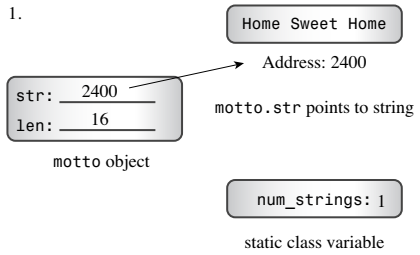 1.
Home Sweet Home
Address: 2400
str: 2400
len: 16
motto.str points to string
motto object
num_strings: 1
static class variable